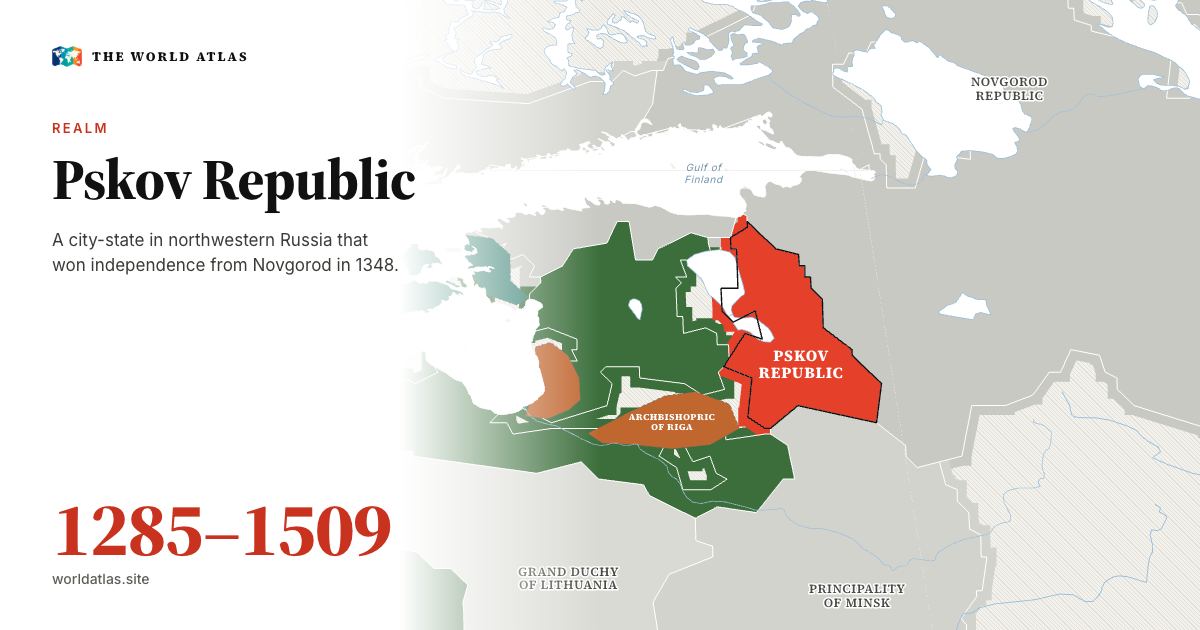 THE WORLD ATLAS
REALM
Pskov Republic
A city-state in northwestern Russia that
won independence from Novgorod in 1348.
1285–1509
worldatlas.site
NOVGOROD
REPUBLIC
Gulf of
Finland
PSKOV
REPUBLIC
ARCHBISHOPRIC
OF RIGA
GRAND DUCHY
OF LITHUANIA
PRINCIPALITY
OF MINSK